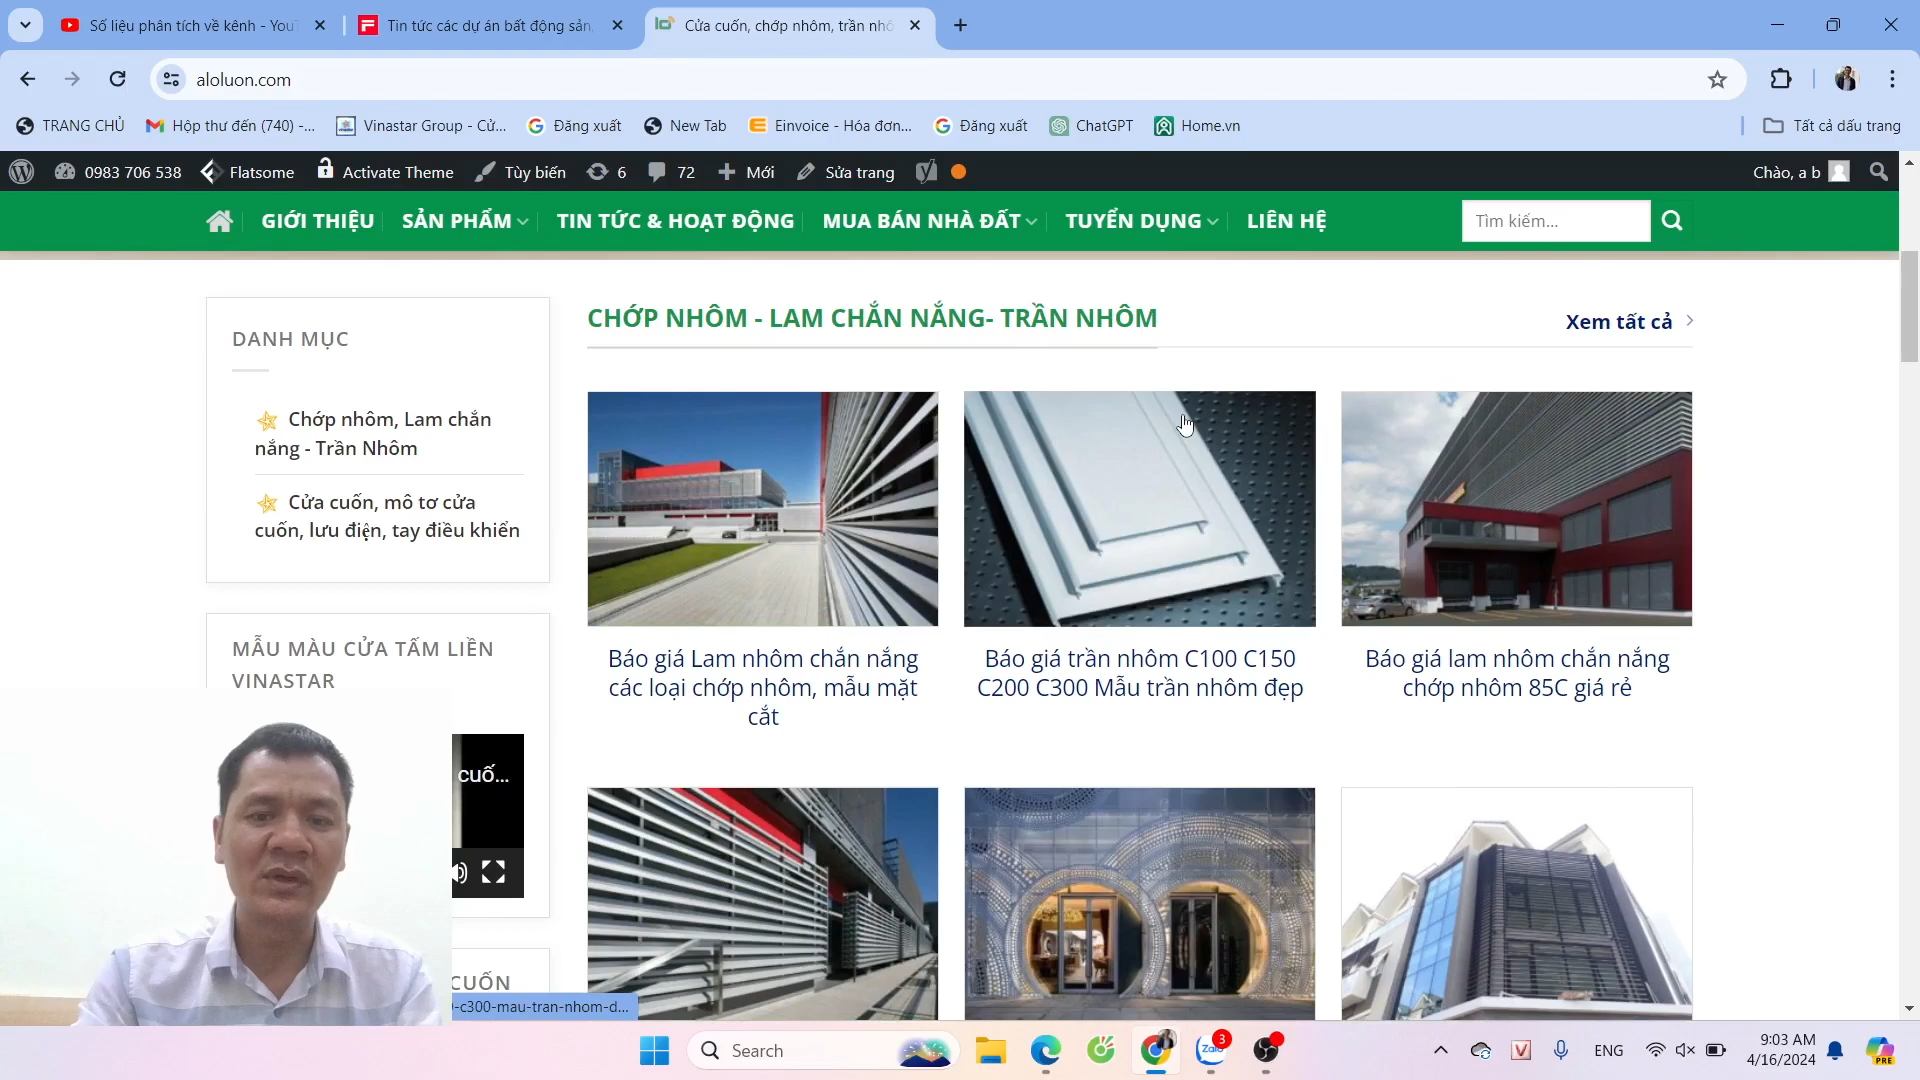 Số liệu phân tích về kênh - You
Tin tức các dự án bất động sản,
Cửa cuốn, chớp nhôm, trần nhô
aloluon.com
TRANG CHỦ
Hộp thư đến (740) -...
Vinastar Group - Cử...
Đăng xuất
New Tab
Einvoice - Hóa đơn...
Đăng xuất
ChatGPT
Home.vn
Tất cả dấu trang
0983 706 538
Flatsome
Activate Theme
Tùy biến
6
72
Mới
Sửa trang
Chào, a b
GIỚI THIỆU
SẢN PHẨM
TIN TỨC & HOẠT ĐỘNG
MUA BÁN NHÀ ĐẤT
TUYỂN DỤNG
LIÊN HỆ
Tìm kiếm...
DANH MỤC
Chớp nhôm, Lam chắn
nắng - Trần Nhôm
Cửa cuốn, mô tơ cửa
cuốn, lưu điện, tay điều khiển
MẪU MÀU CỬA TẤM LIỀN
VINASTAR
cuố...
CUỐN
-c300-mau-tran-nhom-d...
CHỚP NHÔM - LAM CHẮN NẮNG- TRẦN NHÔM
Xem tất cả
Báo giá Lam nhôm chắn nắng
các loại chớp nhôm, mẫu mặt
cắt
Báo giá trần nhôm C100 C150
C200 C300 Mẫu trần nhôm đẹp
Báo giá lam nhôm chắn nắng
chớp nhôm 85C giá rẻ
Search
Zalo
3
V
ENG
9:03 AM
4/16/2024
PRE